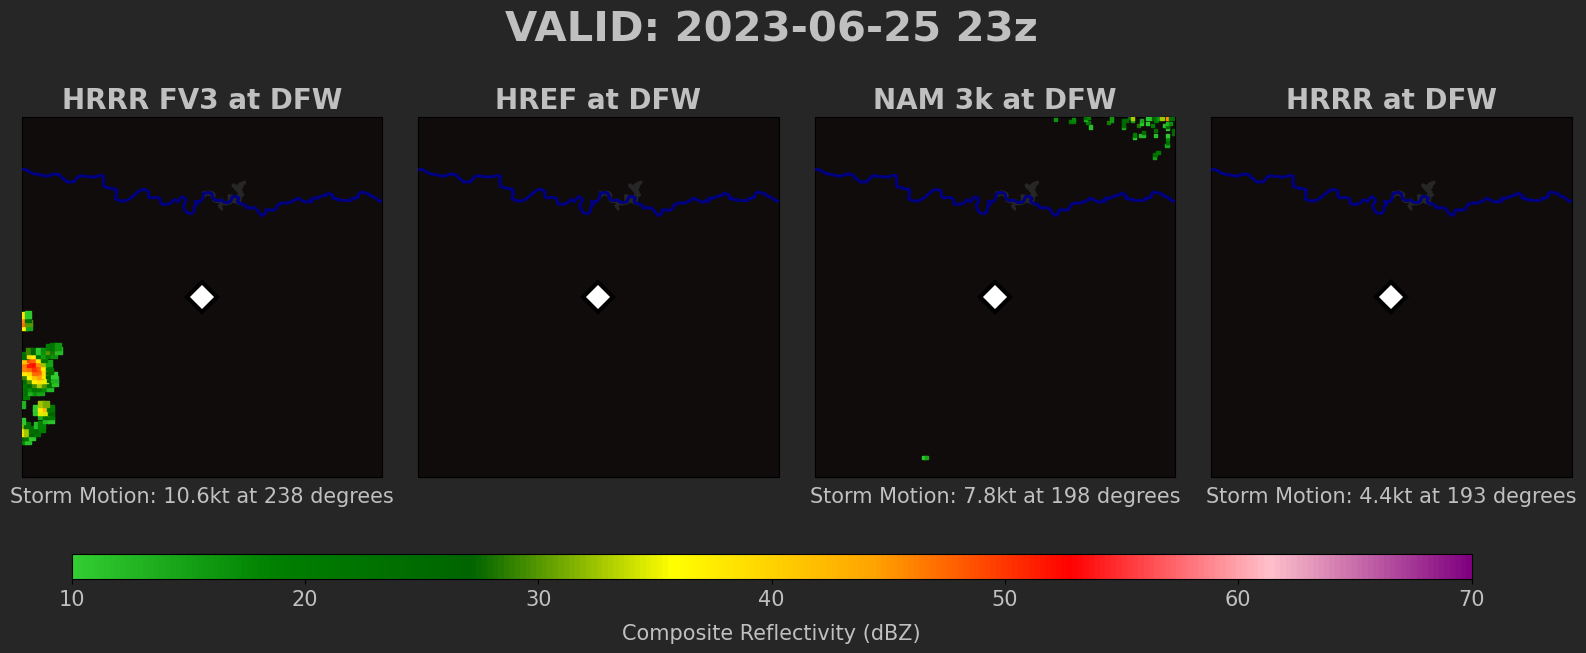 VALID: 2023-06-25 23z
HRRR FV3 at DFW
HREF at DFW
NAM 3k at DFW
HRRR at DFW
Storm Motion: 10.6kt at 238 degrees
Storm Motion: 7.8kt at 198 degrees
Storm Motion: 4.4kt at 193 degrees
10 20 30 40 50 60 70
Composite Reflectivity (dBZ)